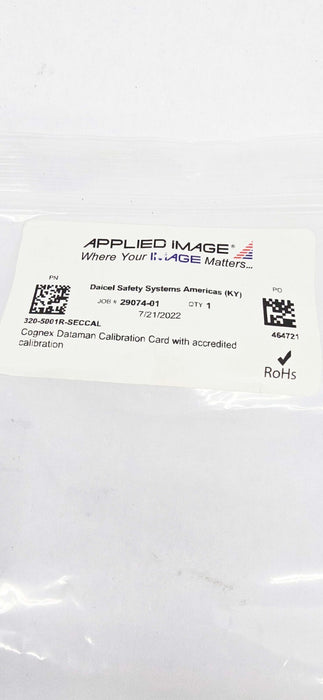 APPLIED IMAGE®
Where Your IMAGE Matters...
PN
Daicel Safety Systems Americas (KY)
PO
JOB # 29074-01 QTY 1
7/21/2022
320-5001R-SECCAL
464721
Cognex Dataman Calibration Card with accredited
calibration
RoHs